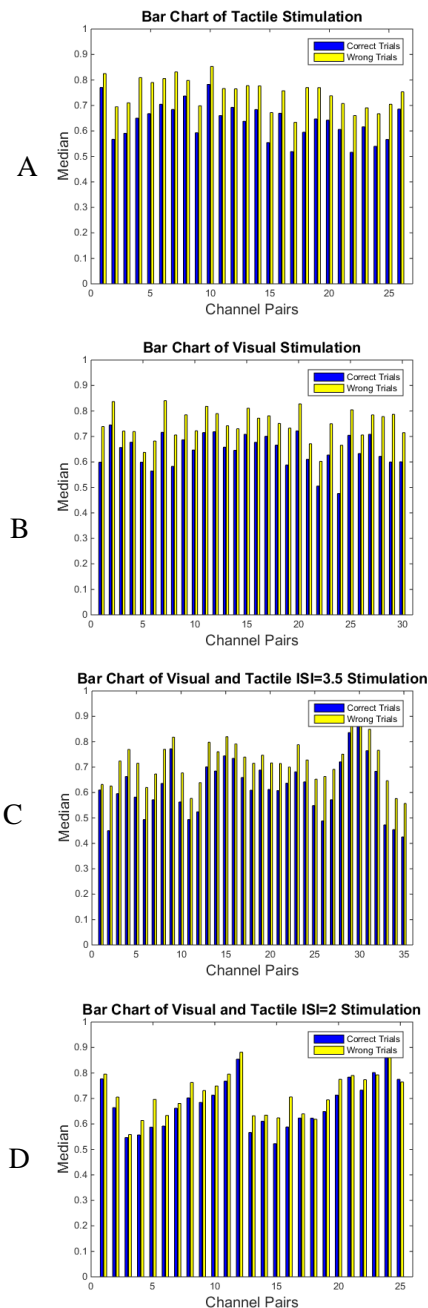 Bar Chart of Tactile Stimulation
Correct Trials
Wrong Trials
1
0.9
0.8
0.7
0.6
0.5
0.4
0.3
0.2
0.1
0
Median
A
0 5 10 15 20 25
Channel Pairs
Bar Chart of Visual Stimulation
Correct Trials
Wrong Trials
1
0.9
0.8
0.7
0.6
0.5
0.4
0.3
0.2
0.1
0
Median
B
0 5 10 15 20 25 30
Channel Pairs
Bar Chart of Visual and Tactile ISI=3.5 Stimulation
Correct Trials
Wrong Trials
1
0.9
0.8
0.7
0.6
0.5
0.4
0.3
0.2
0.1
0
Median
C
0 5 10 15 20 25 30 35
Channel Pairs
Bar Chart of Visual and Tactile ISI=2 Stimulation
Correct Trials
Wrong Trials
1
0.9
0.8
0.7
0.6
0.5
0.4
0.3
0.2
0.1
0
Median
D
0 5 10 15 20 25
Channel Pairs